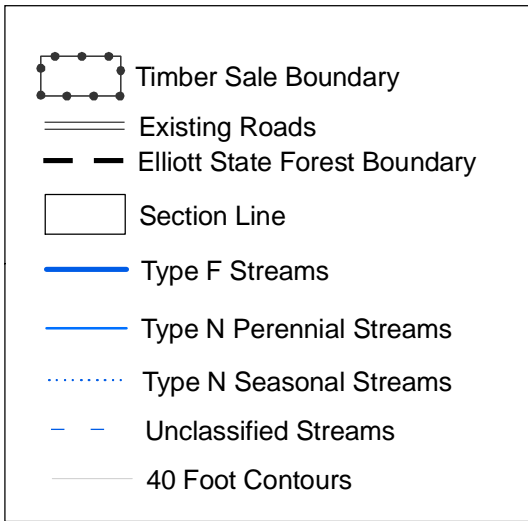 Timber Sale Boundary
Existing Roads
Elliott State Forest Boundary
Section Line
Type F Streams
Type N Perennial Streams
Type N Seasonal Streams
Unclassified Streams
40 Foot Contours